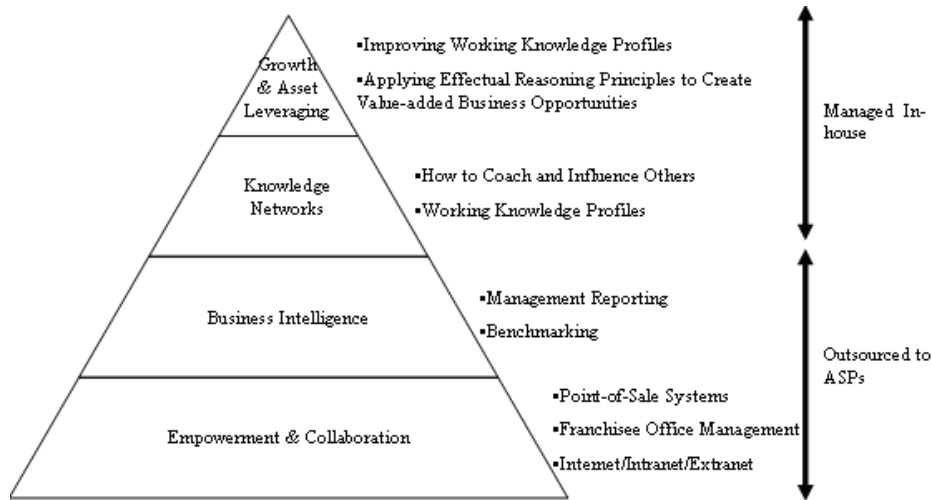 Growth
& Asset
Leveraging
▪Improving Working Knowledge Profiles
▪Applying Effectual Reasoning Principles to Create
Value-added Business Opportunities
Managed In-
house
Knowledge
Networks
▪How to Coach and Influence Others
▪Working Knowledge Profiles
Business Intelligence
▪Management Reporting
▪Benchmarking
Outsourced to
ASPs
Empowerment & Collaboration
▪Point-of-Sale Systems
▪Franchisee Office Management
▪Internet/Intranet/Extranet